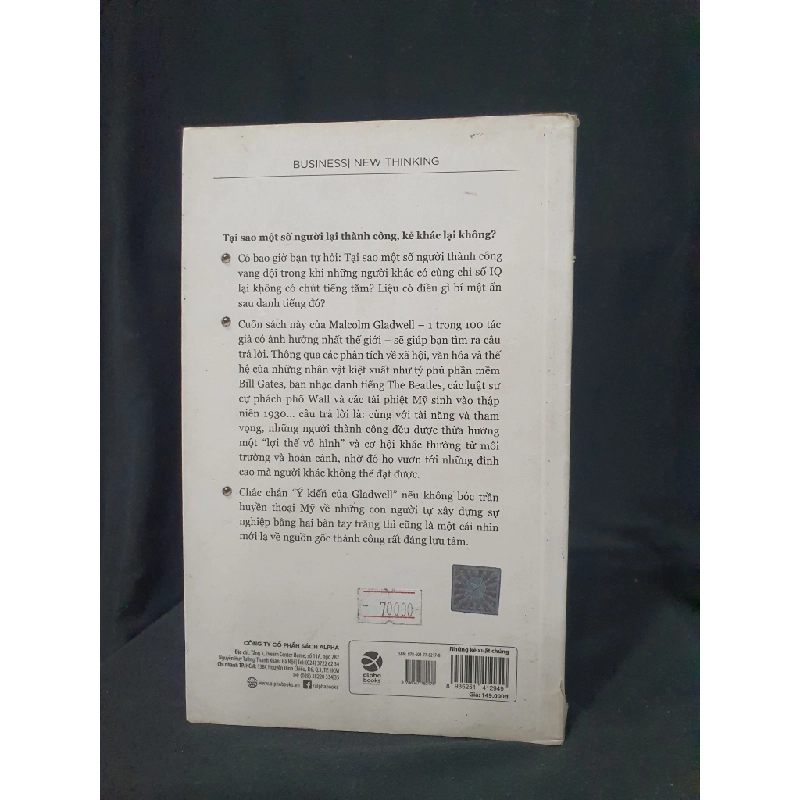 BUSINESS| NEW THINKING
Tại sao một số người lại thành công, kẻ khác lại không?
Có bao giờ bạn tự hỏi: Tại sao một số người thành công
vang dội trong khi những người khác có cùng chỉ số IQ
lại không có chút tiếng tăm? Liệu có điều gì bí mật ẩn
sau danh tiếng đó?
Cuốn sách này của Malcolm Gladwell – 1 trong 100 tác
giả có ảnh hưởng nhất thế giới – sẽ giúp bạn tìm ra câu
trả lời. Thông qua các phân tích về xã hội, văn hóa và thế
hệ của những nhân vật kiệt xuất như tỷ phú phần mềm
Bill Gates, ban nhạc danh tiếng The Beatles, các luật sư
cự phách phố Wall và các tài phiệt Mỹ sinh vào thập
niên 1930... câu trả lời là: cùng với tài năng và tham
vọng, những người thành công đều được thừa hưởng
một "lợi thế vô hình" và cơ hội khác thường từ môi
trường và hoàn cảnh, nhờ đó họ vươn tới những đỉnh
cao mà người khác không thể đạt được.
Chắc chắn "Ý kiến của Gladwell" nếu không bóc trần
huyền thoại Mỹ về những con người tự xây dựng sự
nghiệp bằng hai bàn tay trắng thì cũng là một cái nhìn
mới lạ về nguồn gốc thành công rất đáng lưu tâm.
70000
CÔNG TY CỔ PHẦN SÁCH ALPHA
www.alphabooks.vn
alpha books
Những kẻ xuất chúng
Giá: 149.000đ